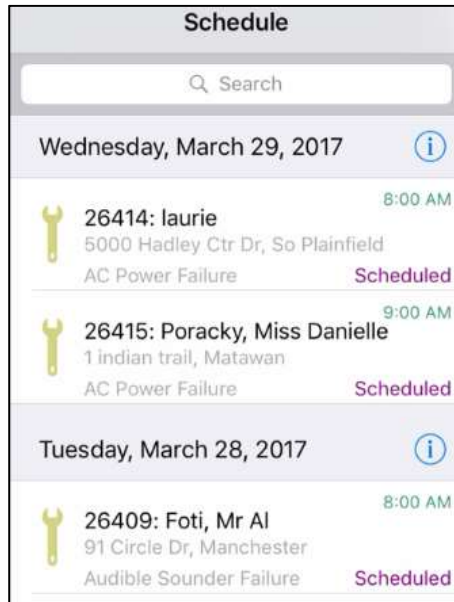 Schedule
Search
Wednesday, March 29, 2017
8:00 AM
26414: laurie
5000 Hadley Ctr Dr, So Plainfield
AC Power Failure Scheduled
9:00 AM
26415: Poracky, Miss Danielle
1 indian trail, Matawan
AC Power Failure Scheduled
Tuesday, March 28, 2017
8:00 AM
26409: Foti, Mr Al
91 Circle Dr, Manchester
Audible Sounder Failure Scheduled